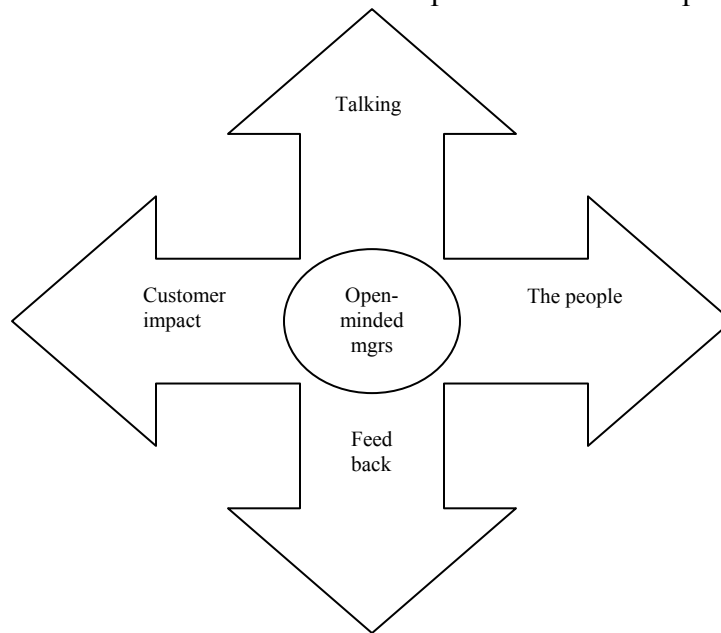 Talking
Customer
impact
Open-
minded
mgrs
The people
Feed
back